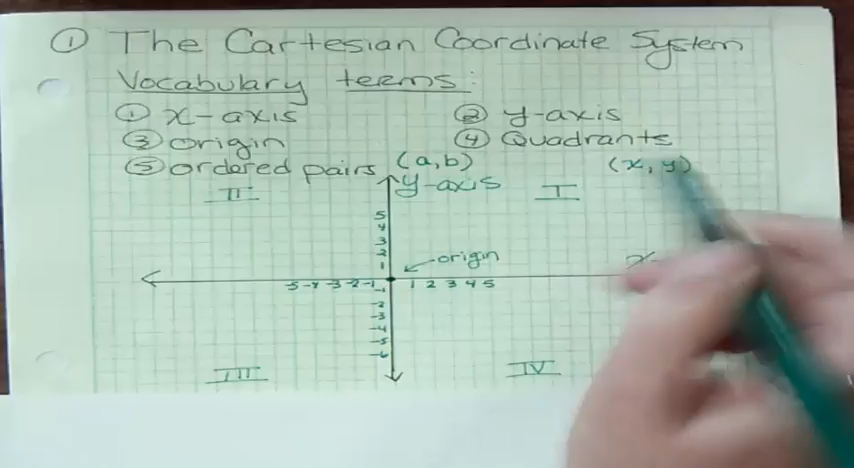 ① The Cartesian Coordinate System
Vocabulary terms:
① x-axis ② y-axis
③ origin ④ Quadrants
⑤ ordered pairs (a,b) (x, y)
II y-axis I
5
4
3
2
1
origin x
-5 -4 -3 -2 -1 1 2 3 4 5
-1
-2
-3
-4
-5
-6
III IV